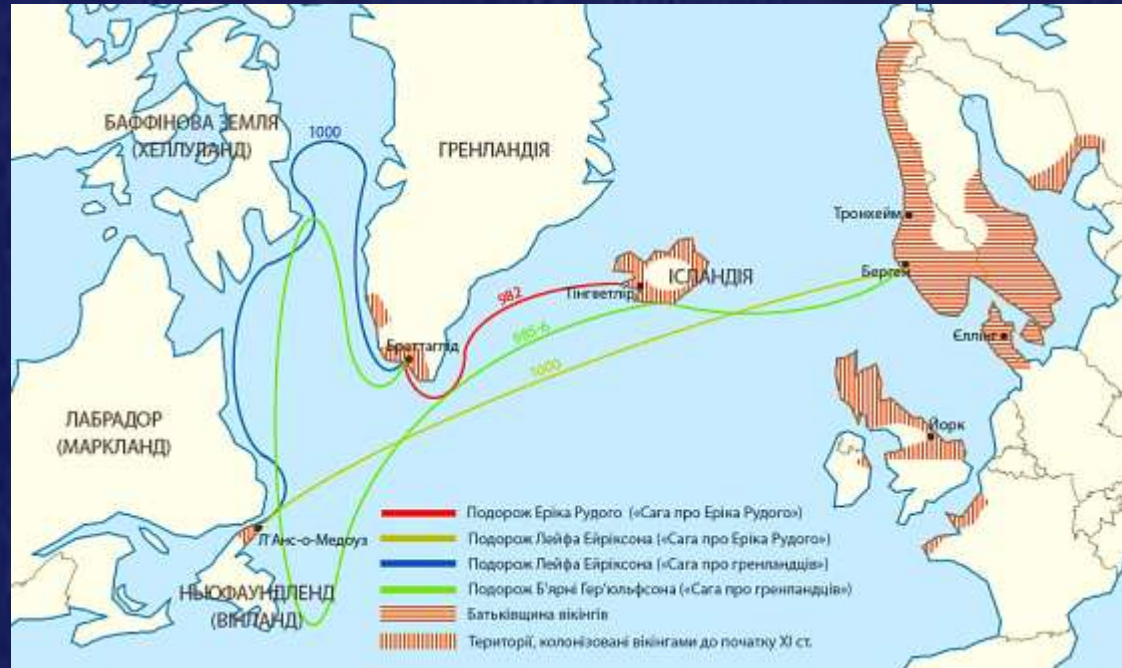 БАФФІНОВА ЗЕМЛЯ
(ХЕЛЛУЛАНД)
1000
ГРЕНЛАНДІЯ
Тронхейм
Берген
ІСЛАНДІЯ
Тінгветлір
982
985-6
1000
Браттаглід
Єллінг
Йорк
ЛАБРАДОР
(МАРКЛАНД)
Л'Анс-о-Медоуз
НЬЮФАУНДЛЕНД
(ВІНЛАНД)
Подорож Еріка Рудого («Сага про Еріка Рудого»)
Подорож Лейфа Ейріксона («Сага про Еріка Рудого»)
Подорож Лейфа Ейріксона («Сага про гренландців»)
Подорож Б'ярні Гер'юльфсона («Сага про гренландців»)
Батьківщина вікінгів
Території, колонізовані вікінгами до початку XI ст.